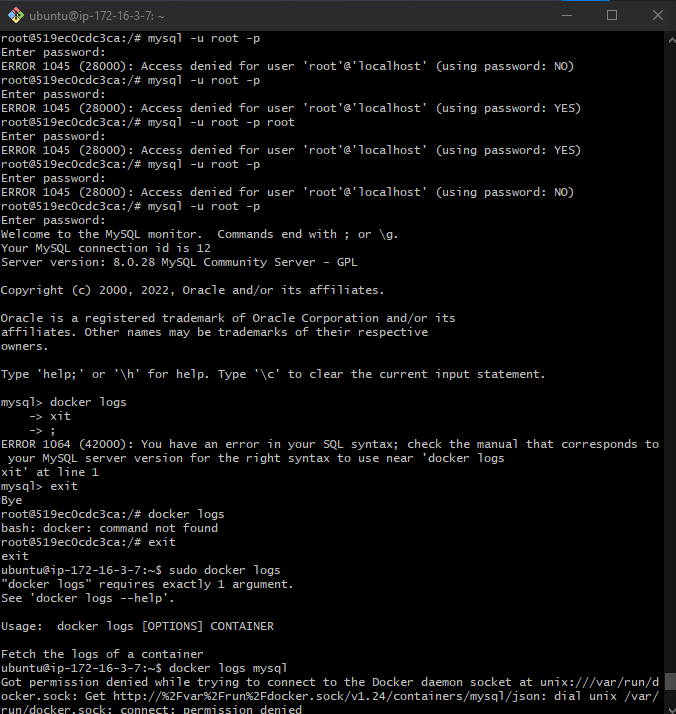 ubuntu@ip-172-16-3-7: ~
root@519ec0cdc3ca:/# mysql -u root -p
Enter password:
ERROR 1045 (28000): Access denied for user 'root'@'localhost' (using password: NO)
root@519ec0cdc3ca:/# mysql -u root -p
Enter password:
ERROR 1045 (28000): Access denied for user 'root'@'localhost' (using password: YES)
root@519ec0cdc3ca:/# mysql -u root -p root
Enter password:
ERROR 1045 (28000): Access denied for user 'root'@'localhost' (using password: YES)
root@519ec0cdc3ca:/# mysql -u root -p
Enter password:
ERROR 1045 (28000): Access denied for user 'root'@'localhost' (using password: NO)
root@519ec0cdc3ca:/# mysql -u root -p
Enter password:
Welcome to the MySQL monitor.  Commands end with ; or \g.
Your MySQL connection id is 12
Server version: 8.0.28 MySQL Community Server - GPL

Copyright (c) 2000, 2022, Oracle and/or its affiliates.

Oracle is a registered trademark of Oracle Corporation and/or its
affiliates. Other names may be trademarks of their respective
owners.

Type 'help;' or '\h' for help. Type '\c' to clear the current input statement.

mysql> docker logs
    -> xit
    -> ;
ERROR 1064 (42000): You have an error in your SQL syntax; check the manual that corresponds to
 your MySQL server version for the right syntax to use near 'docker logs
xit' at line 1
mysql> exit
Bye
root@519ec0cdc3ca:/# docker logs
bash: docker: command not found
root@519ec0cdc3ca:/# exit
exit
ubuntu@ip-172-16-3-7:~$ sudo docker logs
"docker logs" requires exactly 1 argument.
See 'docker logs --help'.

Usage:  docker logs [OPTIONS] CONTAINER

Fetch the logs of a container
ubuntu@ip-172-16-3-7:~$ docker logs mysql
Got permission denied while trying to connect to the Docker daemon socket at unix:///var/run/d
ocker.sock: Get http://%2Fvar%2Frun%2Fdocker.sock/v1.24/containers/mysql/json: dial unix /var/
run/docker.sock: connect: permission denied